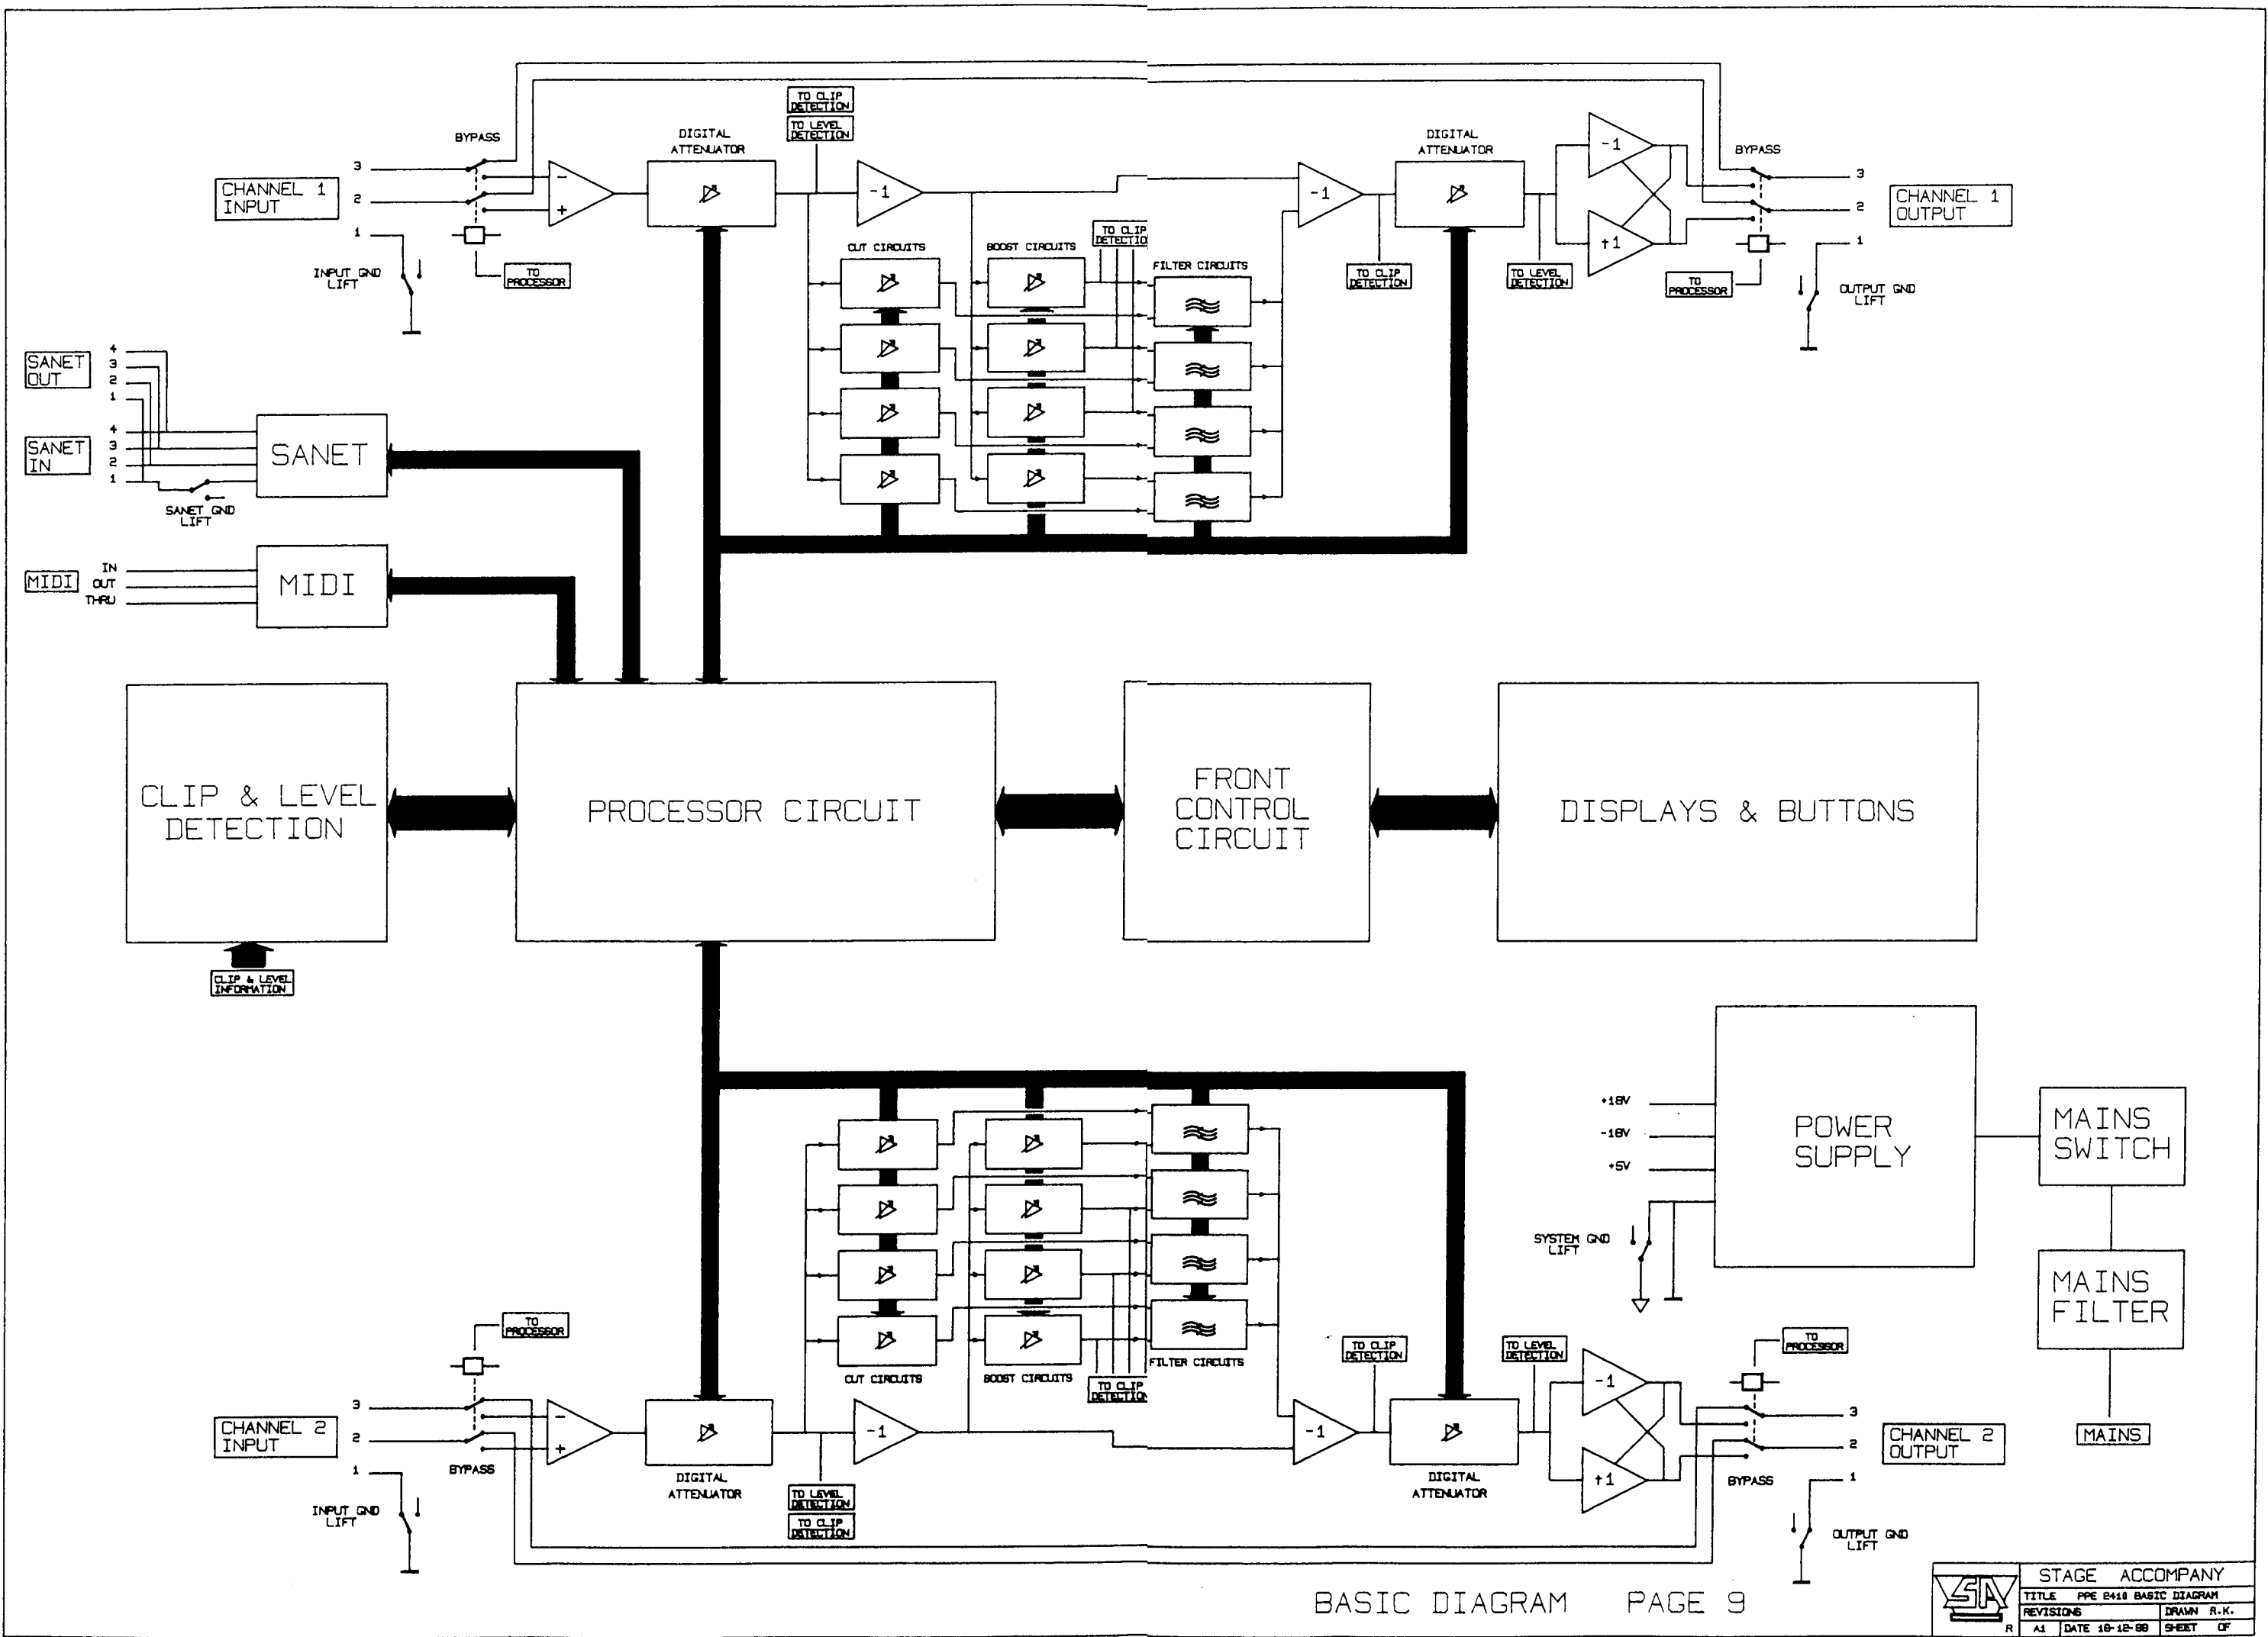 TO CLIP
DETECTION
TO LEVEL
DETECTION
BYPASS
DIGITAL
ATTENUATOR
DIGITAL
ATTENUATOR
BYPASS
3
2
1
CHANNEL 1
INPUT
-
+
-1
-1
-1
+1
3
2
1
CHANNEL 1
OUTPUT
INPUT GND
LIFT
TO
PROCESSOR
CUT CIRCUITS
BOOST CIRCUITS
TO CLIP
DETECTIO
FILTER CIRCUITS
TO CLIP
DETECTION
TO LEVEL
DETECTION
TO
PROCESSOR
OUTPUT GND
LIFT
SANET
OUT
4
3
2
1
SANET
IN
4
3
2
1
SANET
SANET GND
LIFT
MIDI
IN
OUT
THRU
MIDI
CLIP & LEVEL
DETECTION
PROCESSOR CIRCUIT
FRONT
CONTROL
CIRCUIT
DISPLAYS & BUTTONS
CLIP & LEVEL
INFORMATION
+18V
-18V
+5V
POWER
SUPPLY
MAINS
SWITCH
SYSTEM GND
LIFT
MAINS
FILTER
MAINS
TO
PROCESSOR
CUT CIRCUITS
BOOST CIRCUITS
TO CLIP
DETECTION
FILTER CIRCUITS
TO CLIP
DETECTION
TO LEVEL
DETECTION
TO
PROCESSOR
CHANNEL 2
INPUT
3
2
1
-
+
BYPASS
-1
-1
-1
+1
BYPASS
3
2
1
CHANNEL 2
OUTPUT
DIGITAL
ATTENUATOR
TO LEVEL
DETECTION
TO CLIP
DETECTION
DIGITAL
ATTENUATOR
INPUT GND
LIFT
OUTPUT GND
LIFT
BASIC DIAGRAM PAGE 9
SA
R
STAGE ACCOMPANY
TITLE PPE 2410 BASIC DIAGRAM
REVISIONS DRAWN R.K.
A1 DATE 18-12-88 SHEET OF